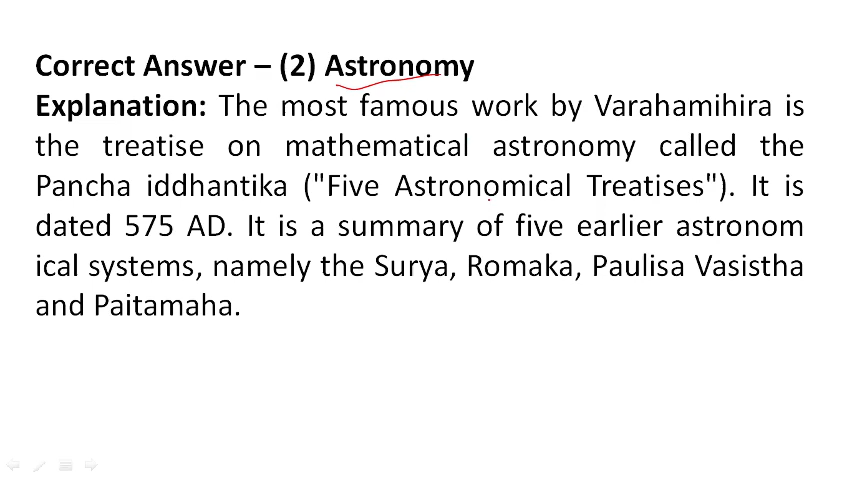 Correct Answer – (2) Astronomy
Explanation: The most famous work by Varahamihira is
the treatise on mathematical astronomy called the
Pancha iddhantika ("Five Astronomical Treatises"). It is
dated 575 AD. It is a summary of five earlier astronom
ical systems, namely the Surya, Romaka, Paulisa Vasistha
and Paitamaha.